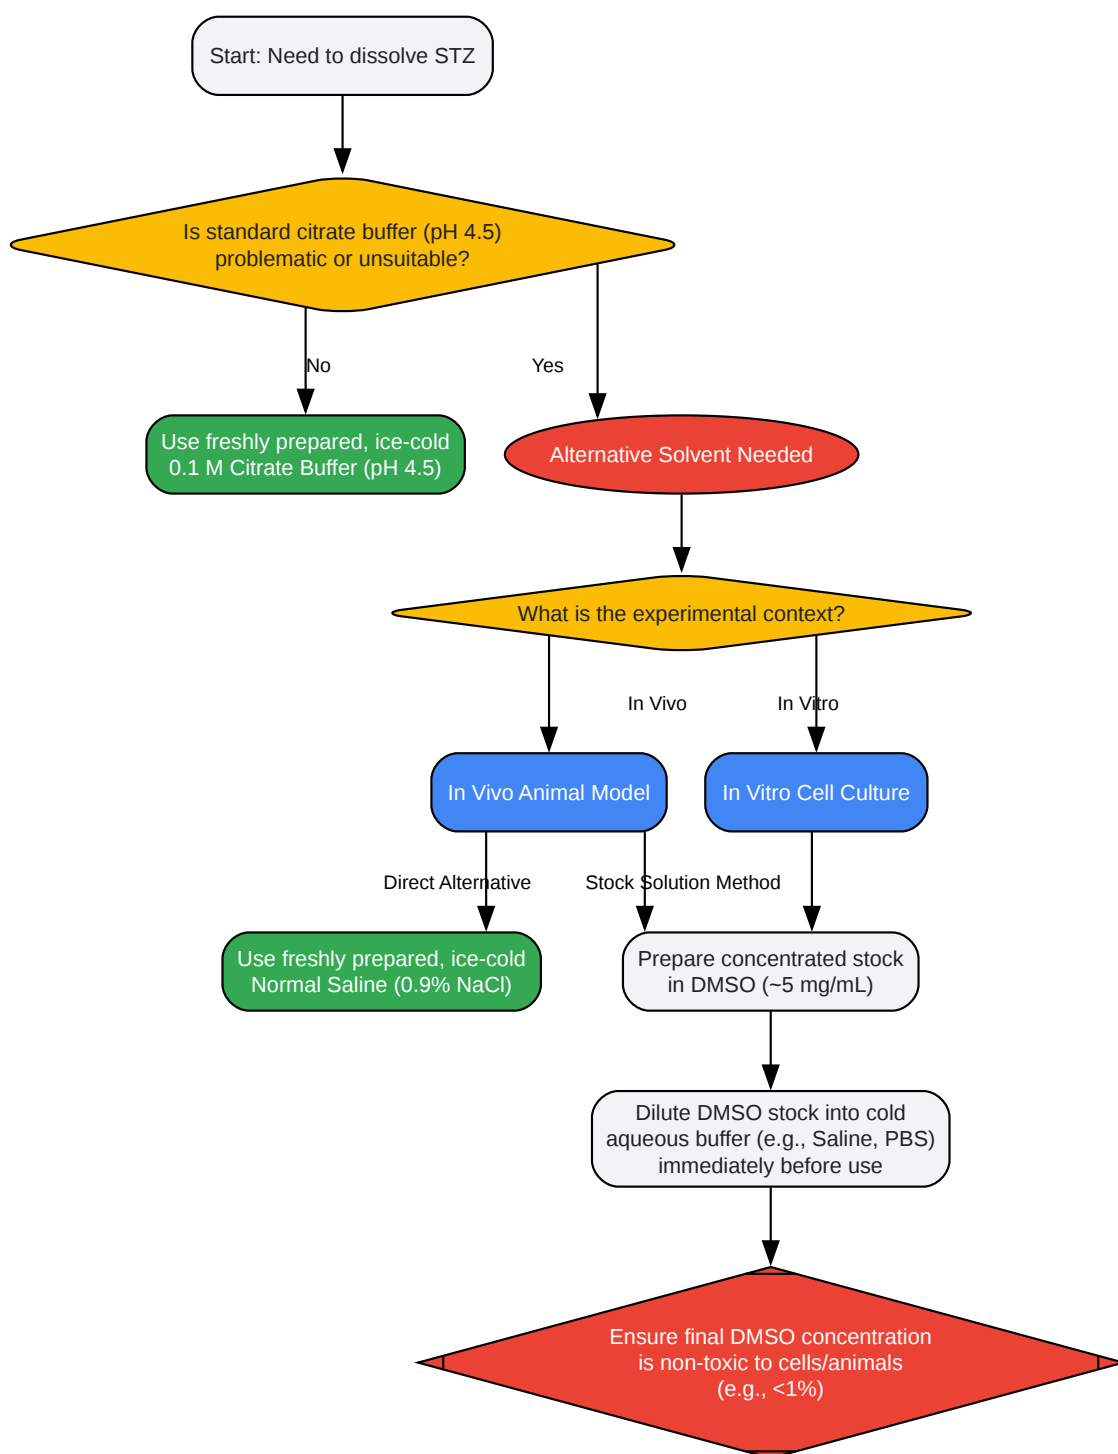 Start: Need to dissolve STZ
Is standard citrate buffer (pH 4.5)
problematic or unsuitable?
No
Yes
Use freshly prepared, ice-cold
0.1 M Citrate Buffer (pH 4.5)
Alternative Solvent Needed
What is the experimental context?
In Vivo
In Vitro
In Vivo Animal Model
In Vitro Cell Culture
Direct Alternative
Stock Solution Method
Use freshly prepared, ice-cold
Normal Saline (0.9% NaCl)
Prepare concentrated stock
in DMSO (~5 mg/mL)
Dilute DMSO stock into cold
aqueous buffer (e.g., Saline, PBS)
immediately before use
Ensure final DMSO concentration
is non-toxic to cells/animals
(e.g., <1%)